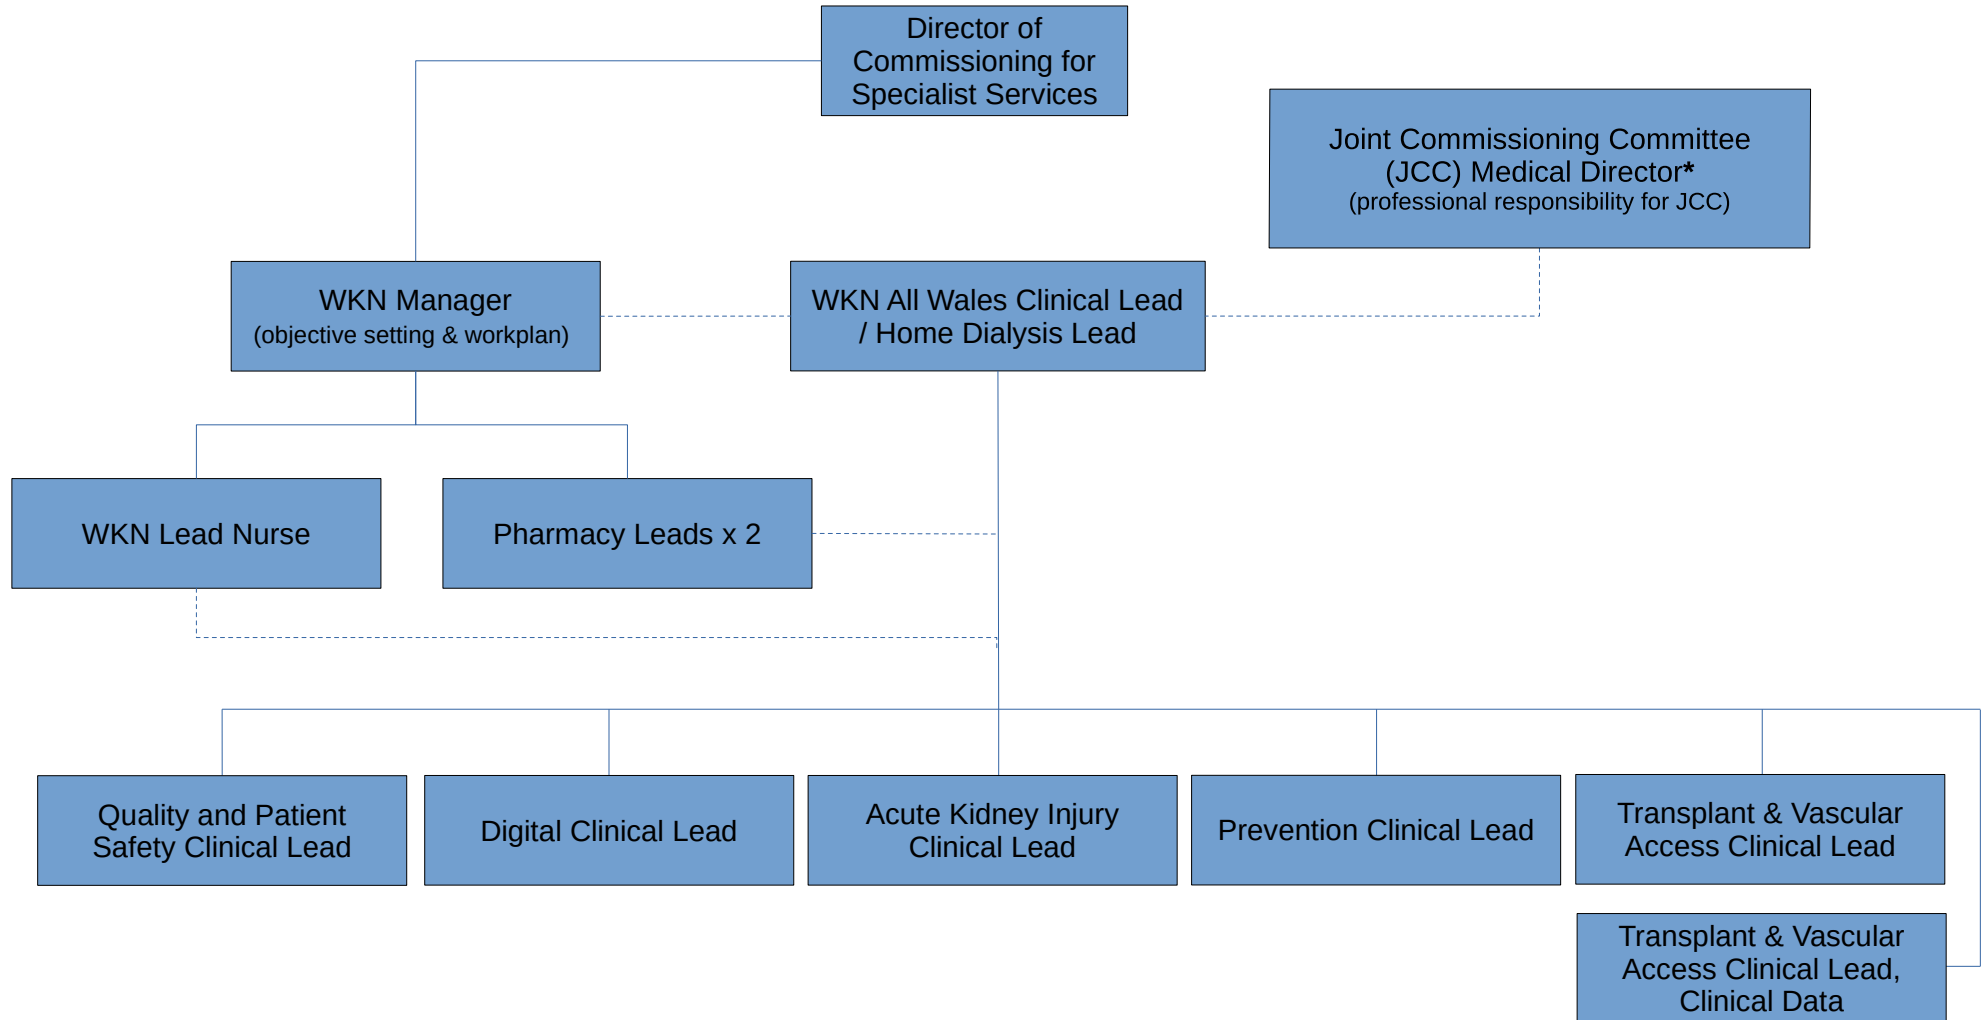 Director of
Commissioning for
Specialist Services
Joint Commissioning Committee
(JCC) Medical Director*
(professional responsibility for JCC)
WKN Manager
(objective setting & workplan)
WKN All Wales Clinical Lead
/ Home Dialysis Lead
WKN Lead Nurse
Pharmacy Leads x 2
Quality and Patient
Safety Clinical Lead
Digital Clinical Lead
Acute Kidney Injury
Clinical Lead
Prevention Clinical Lead
Transplant & Vascular
Access Clinical Lead
Transplant & Vascular
Access Clinical Lead,
Clinical Data